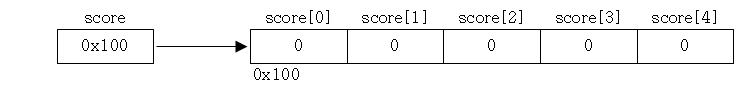 score score[0] score[1] score[2] score[3] score[4]
0x100 0 0 0 0 0
0x100